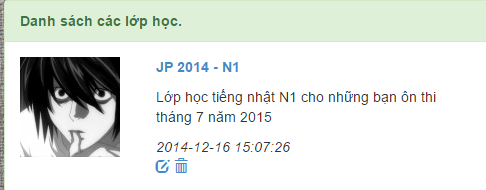 Danh sách các lớp học.
JP 2014 - N1
Lớp học tiếng nhật N1 cho những bạn ôn thi
tháng 7 năm 2015
2014-12-16 15:07:26